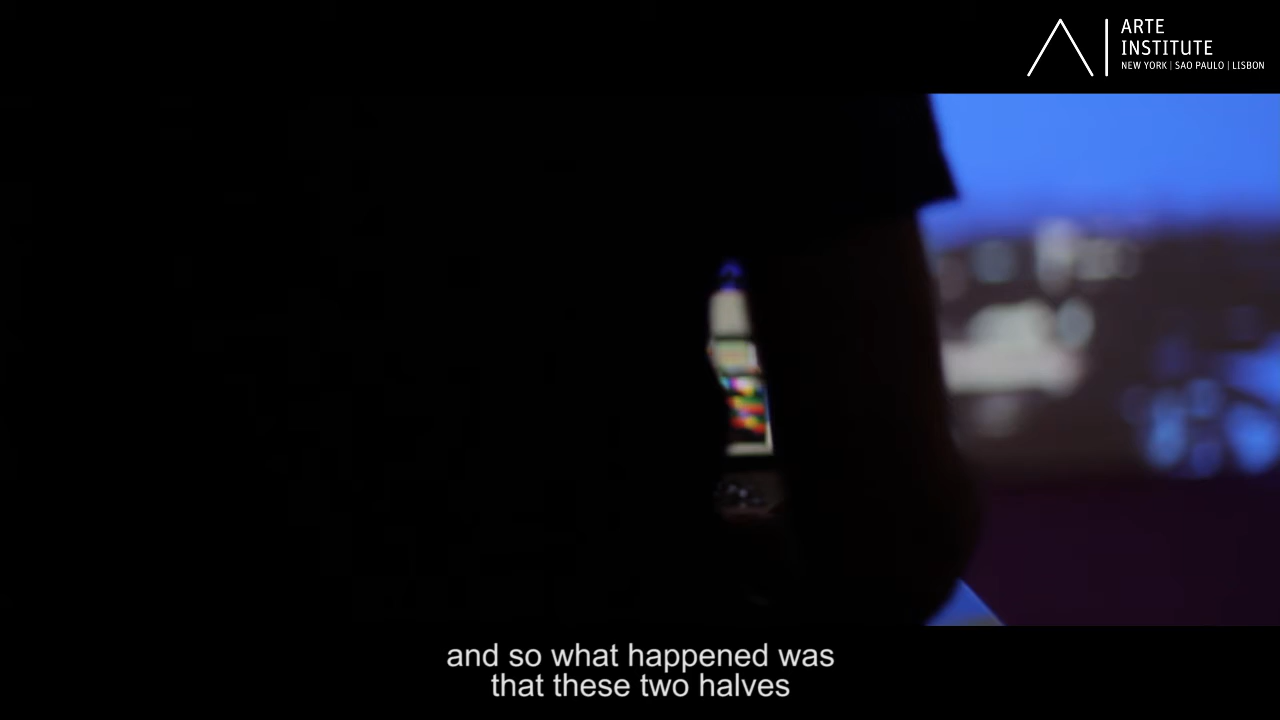 ARTE
INSTITUTE
NEW YORK | SAO PAULO | LISBON
and so what happened was
that these two halves